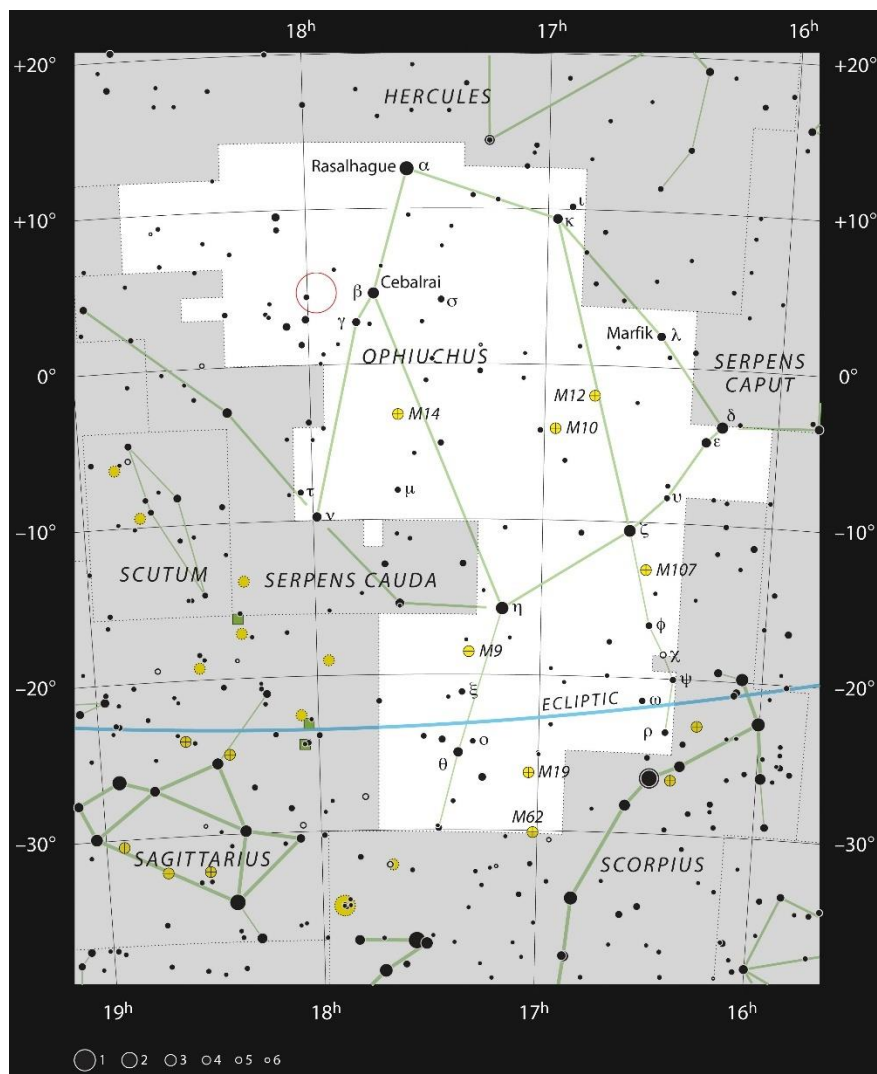 18h 17h 16h
+20° +20°
HERCULES
Rasalhague α
ι
κ
+10° +10°
Cebalrai
β
σ
γ
Marfik λ
OPHIUCHUS
SERPENS
CAPUT
0° 0°
M12
M14
M10
δ
ε
τ
μ
υ
ν
-10° -10°
ζ
SCUTUM
SERPENS CAUDA
M107
η
ϕ
M9
χ
ψ
-20° -20°
ξ
ECLIPTIC
ω
ο
ρ
θ
M19
M62
-30° -30°
SAGITTARIUS
SCORPIUS
19h 18h 17h 16h
1 2 3 4 5 6